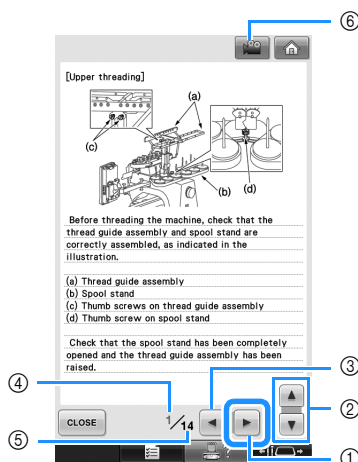 ⑥
[Upper threading]
(a)
(c)
(b)
(d)
Before threading the machine, check that the
thread guide assembly and spool stand are
correctly assembled, as indicated in the
illustration.
(a) Thread guide assembly
(b) Spool stand
(c) Thumb screws on thread guide assembly
(d) Thumb screw on spool stand
Check that the spool stand has been completely
opened and the thread guide assembly has been
raised.
③
④
②
CLOSE
1/14
⑤
①